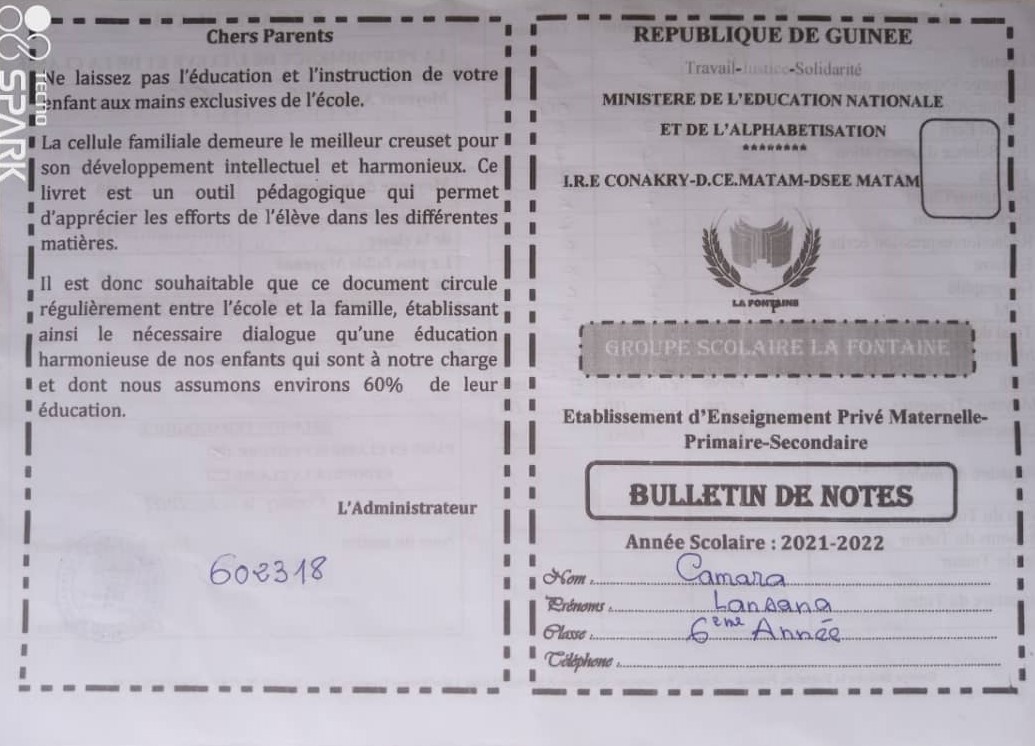 Chers Parents
Ne laissez pas l'éducation et l'instruction de votre
enfant aux mains exclusives de l'école.
La cellule familiale demeure le meilleur creuset pour
son développement intellectuel et harmonieux. Ce
livret est un outil pédagogique qui permet
d'apprécier les efforts de l'élève dans les différentes
matières.
Il est donc souhaitable que ce document circule
régulièrement entre l'école et la famille, établissant
ainsi le nécessaire dialogue qu'une éducation
harmonieuse de nos enfants qui sont à notre charge
et dont nous assumons environs 60% de leur
éducation.
L'Administrateur
602318
REPUBLIQUE DE GUINEE
Travail-Justice-Solidarité
MINISTERE DE L'EDUCATION NATIONALE
ET DE L'ALPHABETISATION
********
I.R.E CONAKRY-D.CE.MATAM-DSEE MATAM
LA FONTAINE
GROUPE SCOLAIRE LA FONTAINE
Etablissement d'Enseignement Privé Maternelle-
Primaire-Secondaire
BULLETIN DE NOTES
Année Scolaire : 2021-2022
Nom Camara
Prénoms Lansana
Classe 6ème Année
Téléphone
SPARK
TECNO